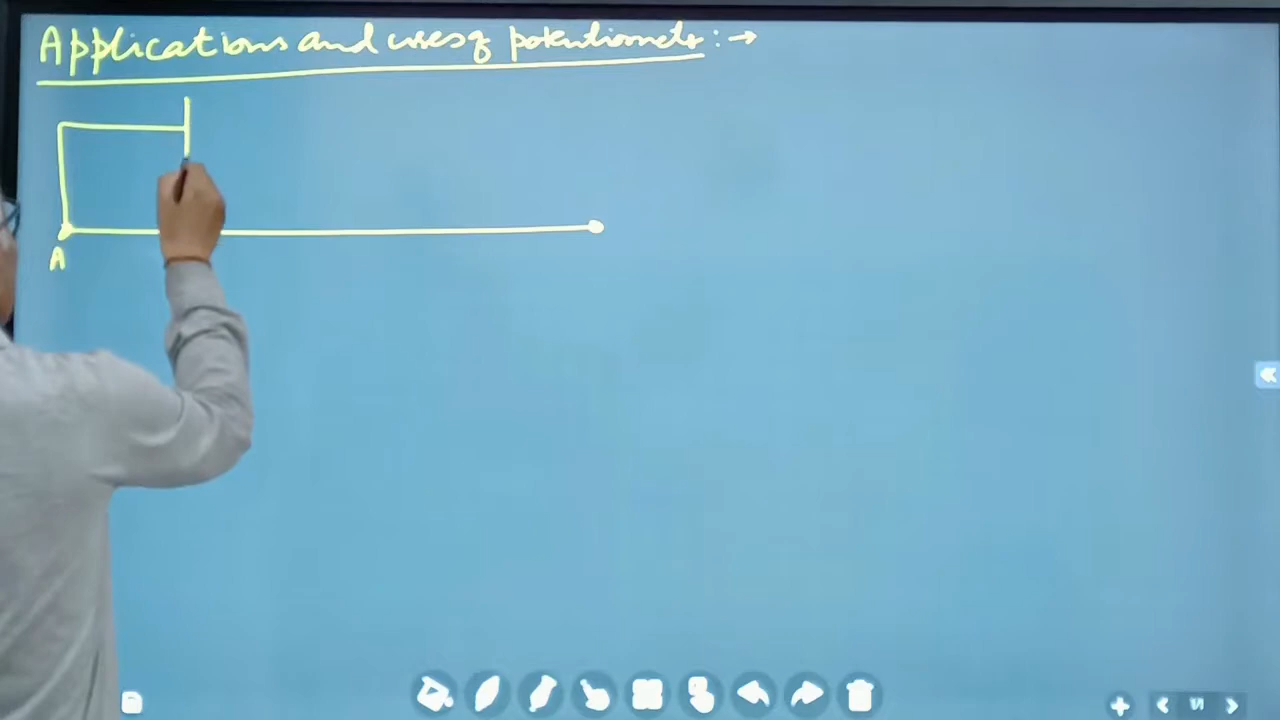 Applications and uses of potentiometer : →
A